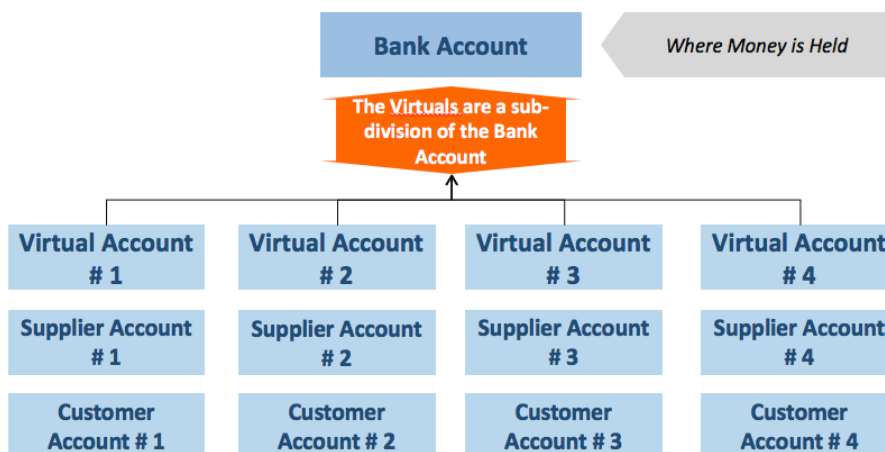 Bank Account
Where Money is Held
The Virtuals are a sub-
division of the Bank
Account
Virtual Account
# 1
Virtual Account
# 2
Virtual Account
# 3
Virtual Account
# 4
Supplier Account
# 1
Supplier Account
# 2
Supplier Account
# 3
Supplier Account
# 4
Customer
Account # 1
Customer
Account # 2
Customer
Account # 3
Customer
Account # 4